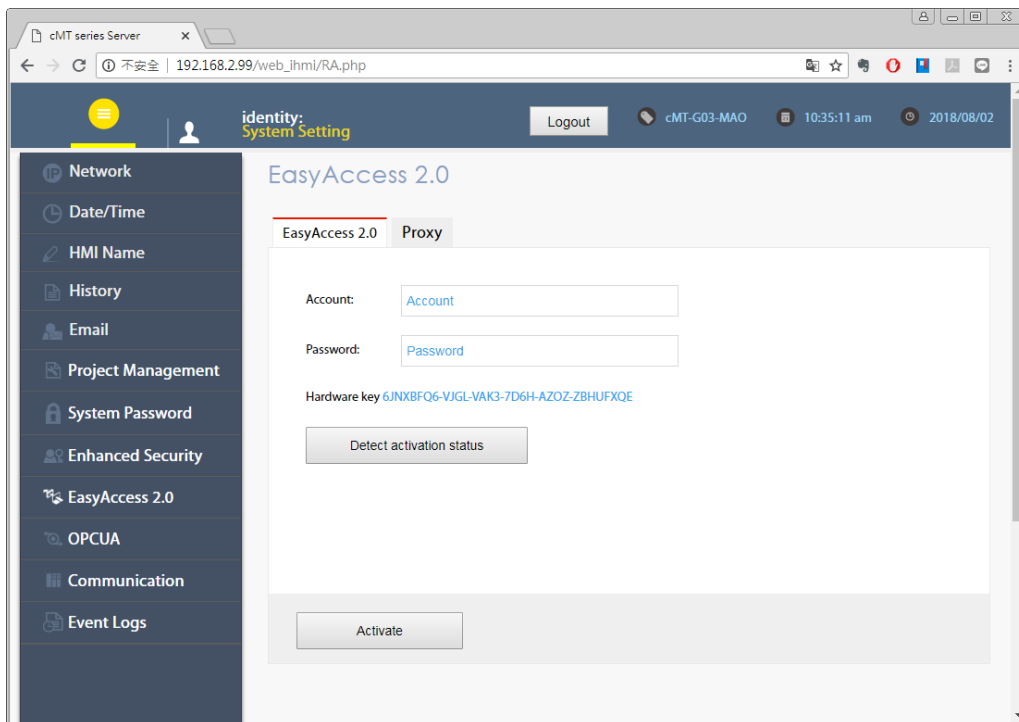 cMT series Server
不安全 | 192.168.2.99/web_ihmi/RA.php
identity:
System Setting
Logout
cMT-G03-MAO
10:35:11 am
2018/08/02
Network
Date/Time
HMI Name
History
Email
Project Management
System Password
Enhanced Security
EasyAccess 2.0
OPCUA
Communication
Event Logs
EasyAccess 2.0
EasyAccess 2.0
Proxy
Account:
Account
Password:
Password
Hardware key 6JNXBFQ6-VJGL-VAK3-7D6H-AZOZ-ZBHUFXQE
Detect activation status
Activate